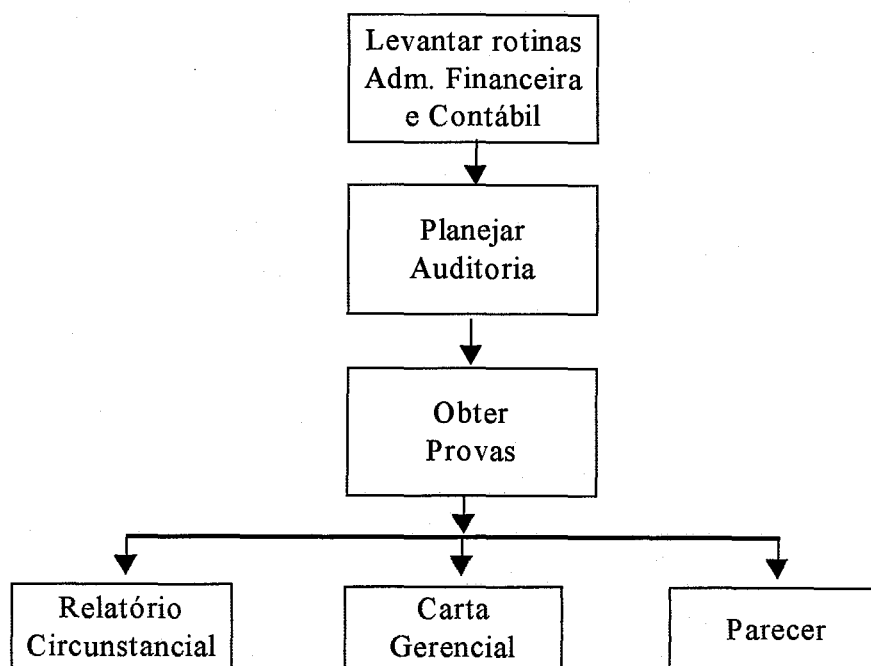 Levantar rotinas
Adm. Financeira
e Contábil
Planejar
Auditoria
Obter
Provas
Relatório
Circunstancial
Carta
Gerencial
Parecer